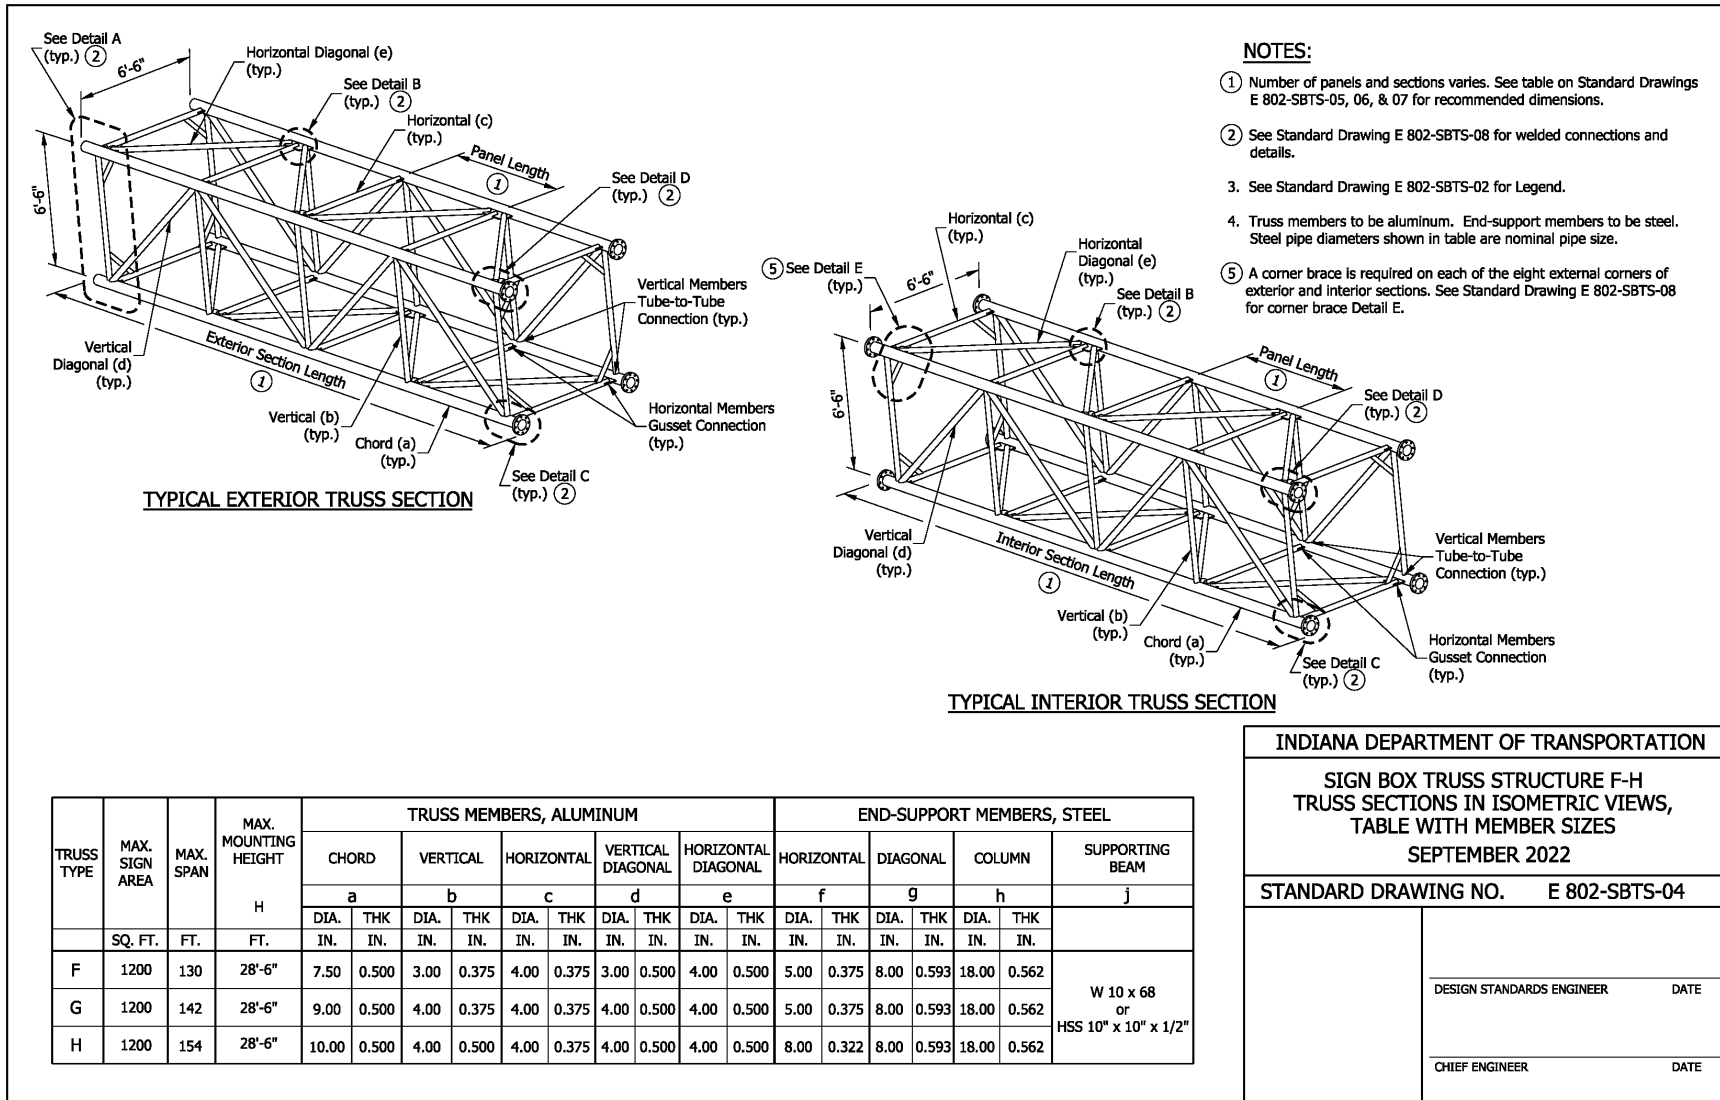 See Detail A
(typ.) 2
6'-6"
Horizontal Diagonal (e)
(typ.)
See Detail B
(typ.) 2
Horizontal (c)
(typ.)
Panel Length
1
See Detail D
(typ.) 2
6'-6"
Vertical Members
Tube-to-Tube
Connection (typ.)
Vertical
Diagonal (d)
(typ.)
Exterior Section Length
1
Vertical (b)
(typ.)
Chord (a)
(typ.)
Horizontal Members
Gusset Connection
(typ.)
See Detail C
(typ.) 2
TYPICAL EXTERIOR TRUSS SECTION
NOTES:
1 Number of panels and sections varies. See table on Standard Drawings
E 802-SBTS-05, 06, & 07 for recommended dimensions.
2 See Standard Drawing E 802-SBTS-08 for welded connections and
details.
3. See Standard Drawing E 802-SBTS-02 for Legend.
4. Truss members to be aluminum. End-support members to be steel.
Steel pipe diameters shown in table are nominal pipe size.
5 A corner brace is required on each of the eight external corners of
exterior and interior sections. See Standard Drawing E 802-SBTS-08
for corner brace Detail E.
Horizontal (c)
(typ.)
5 See Detail E
(typ.)
6'-6"
Horizontal
Diagonal (e)
(typ.)
See Detail B
(typ.) 2
Panel Length
1
See Detail D
(typ.) 2
6'-6"
Vertical
Diagonal (d)
(typ.)
Interior Section Length
1
Vertical (b)
(typ.)
Chord (a)
(typ.)
Vertical Members
Tube-to-Tube
Connection (typ.)
Horizontal Members
Gusset Connection
(typ.)
See Detail C
(typ.) 2
TYPICAL INTERIOR TRUSS SECTION
TRUSS TYPE MAX. SIGN AREA MAX. SPAN MAX. MOUNTING HEIGHT H TRUSS MEMBERS, ALUMINUM END-SUPPORT MEMBERS, STEEL
CHORD VERTICAL HORIZONTAL VERTICAL DIAGONAL HORIZONTAL DIAGONAL HORIZONTAL DIAGONAL COLUMN SUPPORTING BEAM
a b c d e f g h j
DIA. THK DIA. THK DIA. THK DIA. THK DIA. THK DIA. THK DIA. THK DIA. THK
SQ. FT. FT. FT. IN. IN. IN. IN. IN. IN. IN. IN. IN. IN. IN. IN. IN. IN. IN. IN.
F 1200 130 28'-6" 7.50 0.500 3.00 0.375 4.00 0.375 3.00 0.500 4.00 0.500 5.00 0.375 8.00 0.593 18.00 0.562
G 1200 142 28'-6" 9.00 0.500 4.00 0.375 4.00 0.375 4.00 0.500 4.00 0.500 5.00 0.375 8.00 0.593 18.00 0.562
H 1200 154 28'-6" 10.00 0.500 4.00 0.500 4.00 0.375 4.00 0.500 4.00 0.500 8.00 0.322 8.00 0.593 18.00 0.562
W 10 x 68
or
HSS 10" x 10" x 1/2"
INDIANA DEPARTMENT OF TRANSPORTATION
SIGN BOX TRUSS STRUCTURE F-H
TRUSS SECTIONS IN ISOMETRIC VIEWS,
TABLE WITH MEMBER SIZES
SEPTEMBER 2022
STANDARD DRAWING NO. E 802-SBTS-04
DESIGN STANDARDS ENGINEER DATE
CHIEF ENGINEER DATE